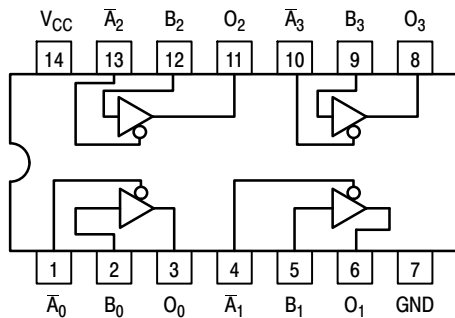 V_CC A̅₂ B₂ O₂ A̅₃ B₃ O₃
14 13 12 11 10 9 8
1 2 3 4 5 6 7
A̅₀ B₀ O₀ A̅₁ B₁ O₁ GND